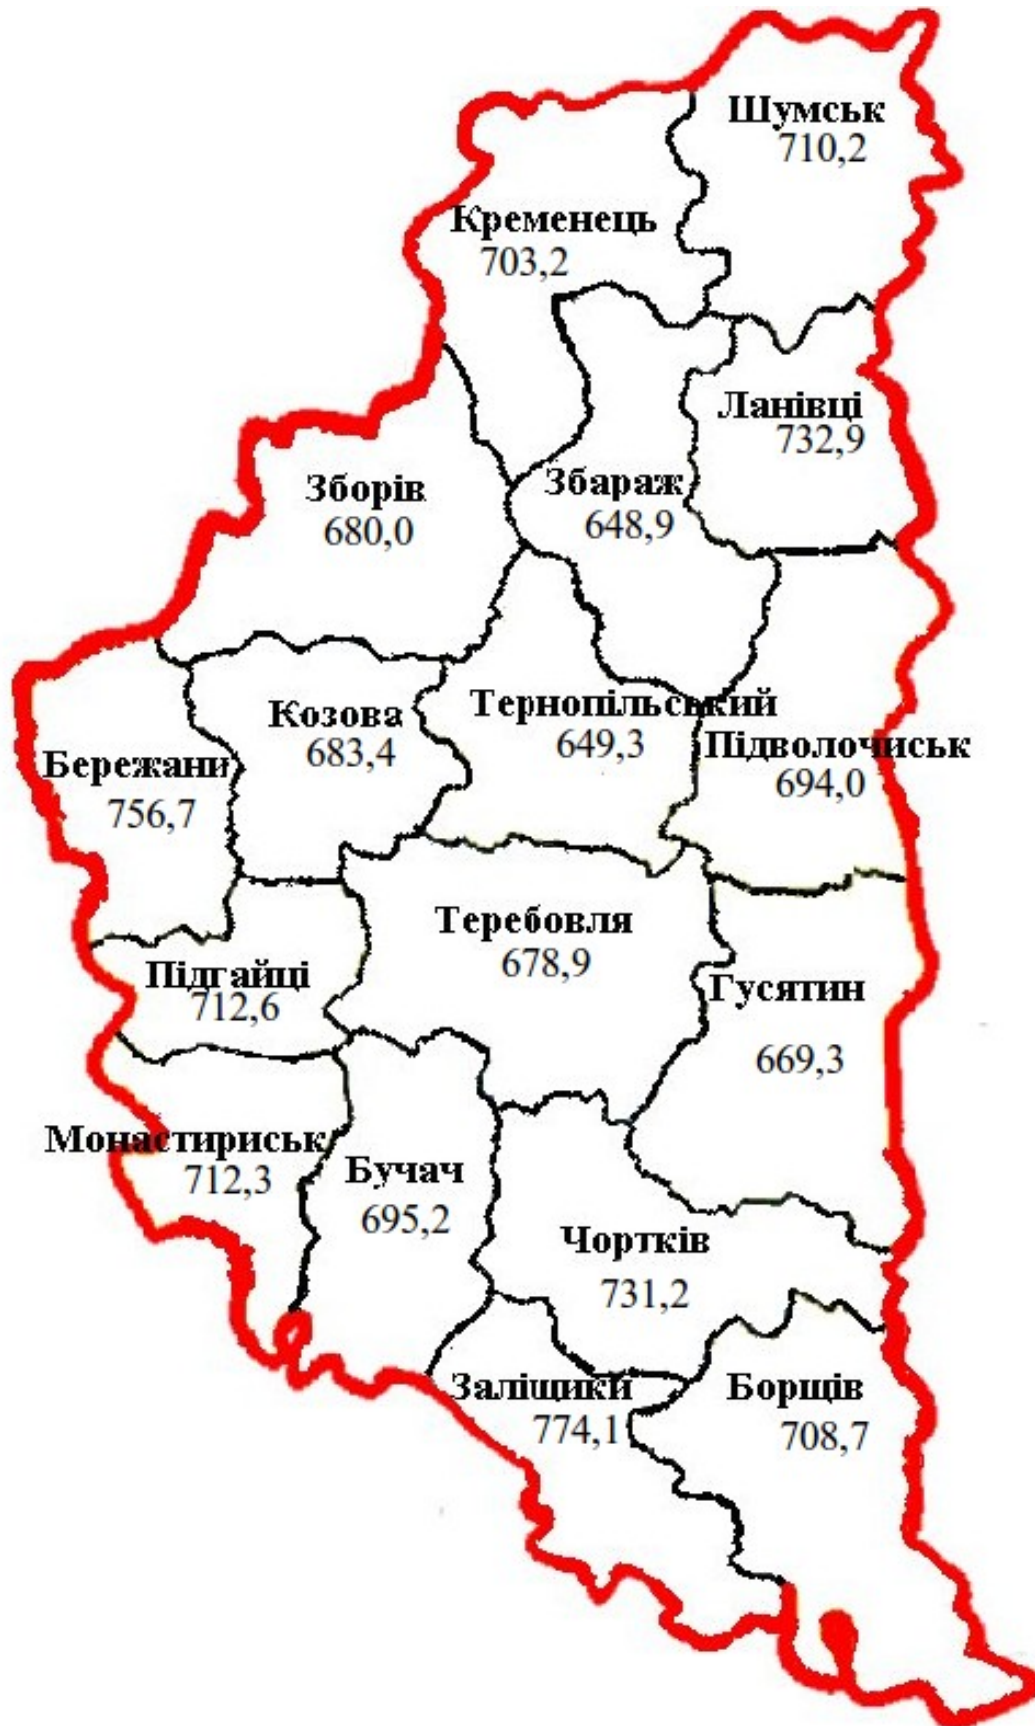 Шумськ
710,2
Кременець
703,2
Ланівці
732,9
Збараж
648,9
Зборів
680,0
Тернопільський
649,3
Козова
683,4
Підволочиськ
694,0
Бережани
756,7
Теребовля
678,9
Підгайці
712,6
Гусятин
669,3
Монастириськ
712,3
Бучач
695,2
Чортків
731,2
Заліщики
774,1
Борщів
708,7